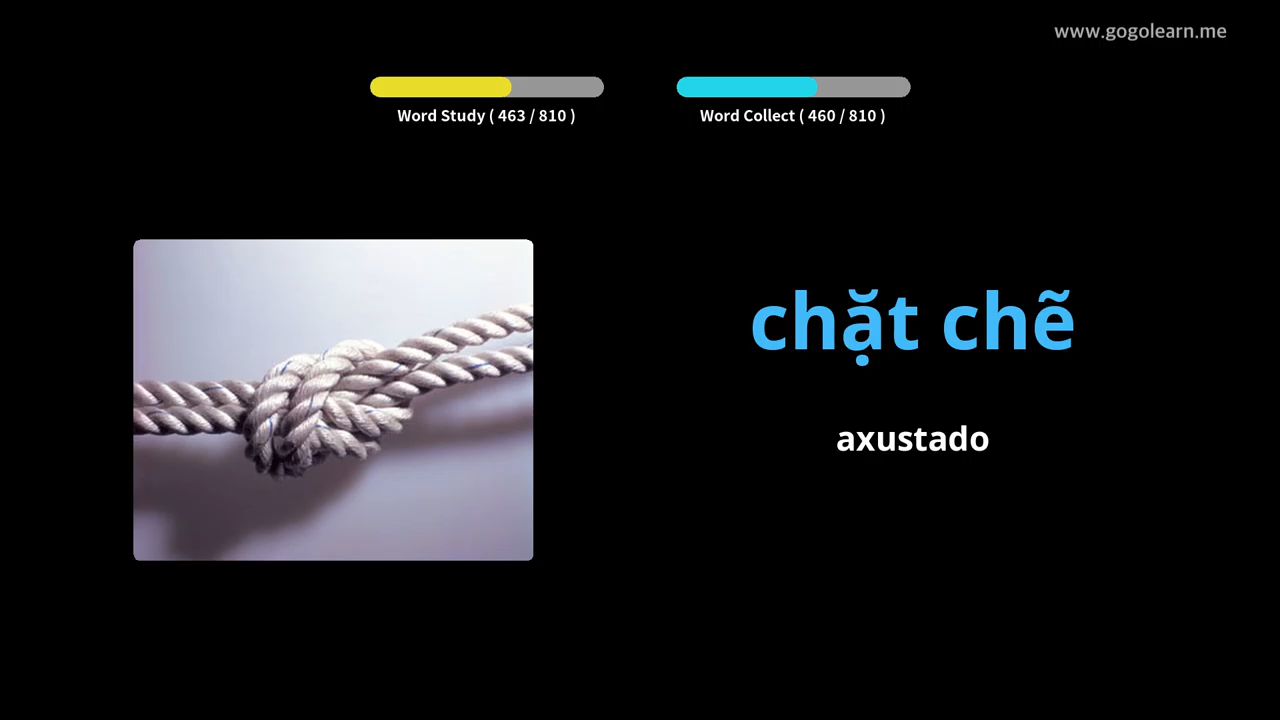 www.gogolearn.me
Word Study ( 463 / 810 )
Word Collect ( 460 / 810 )
chặt chẽ
axustado